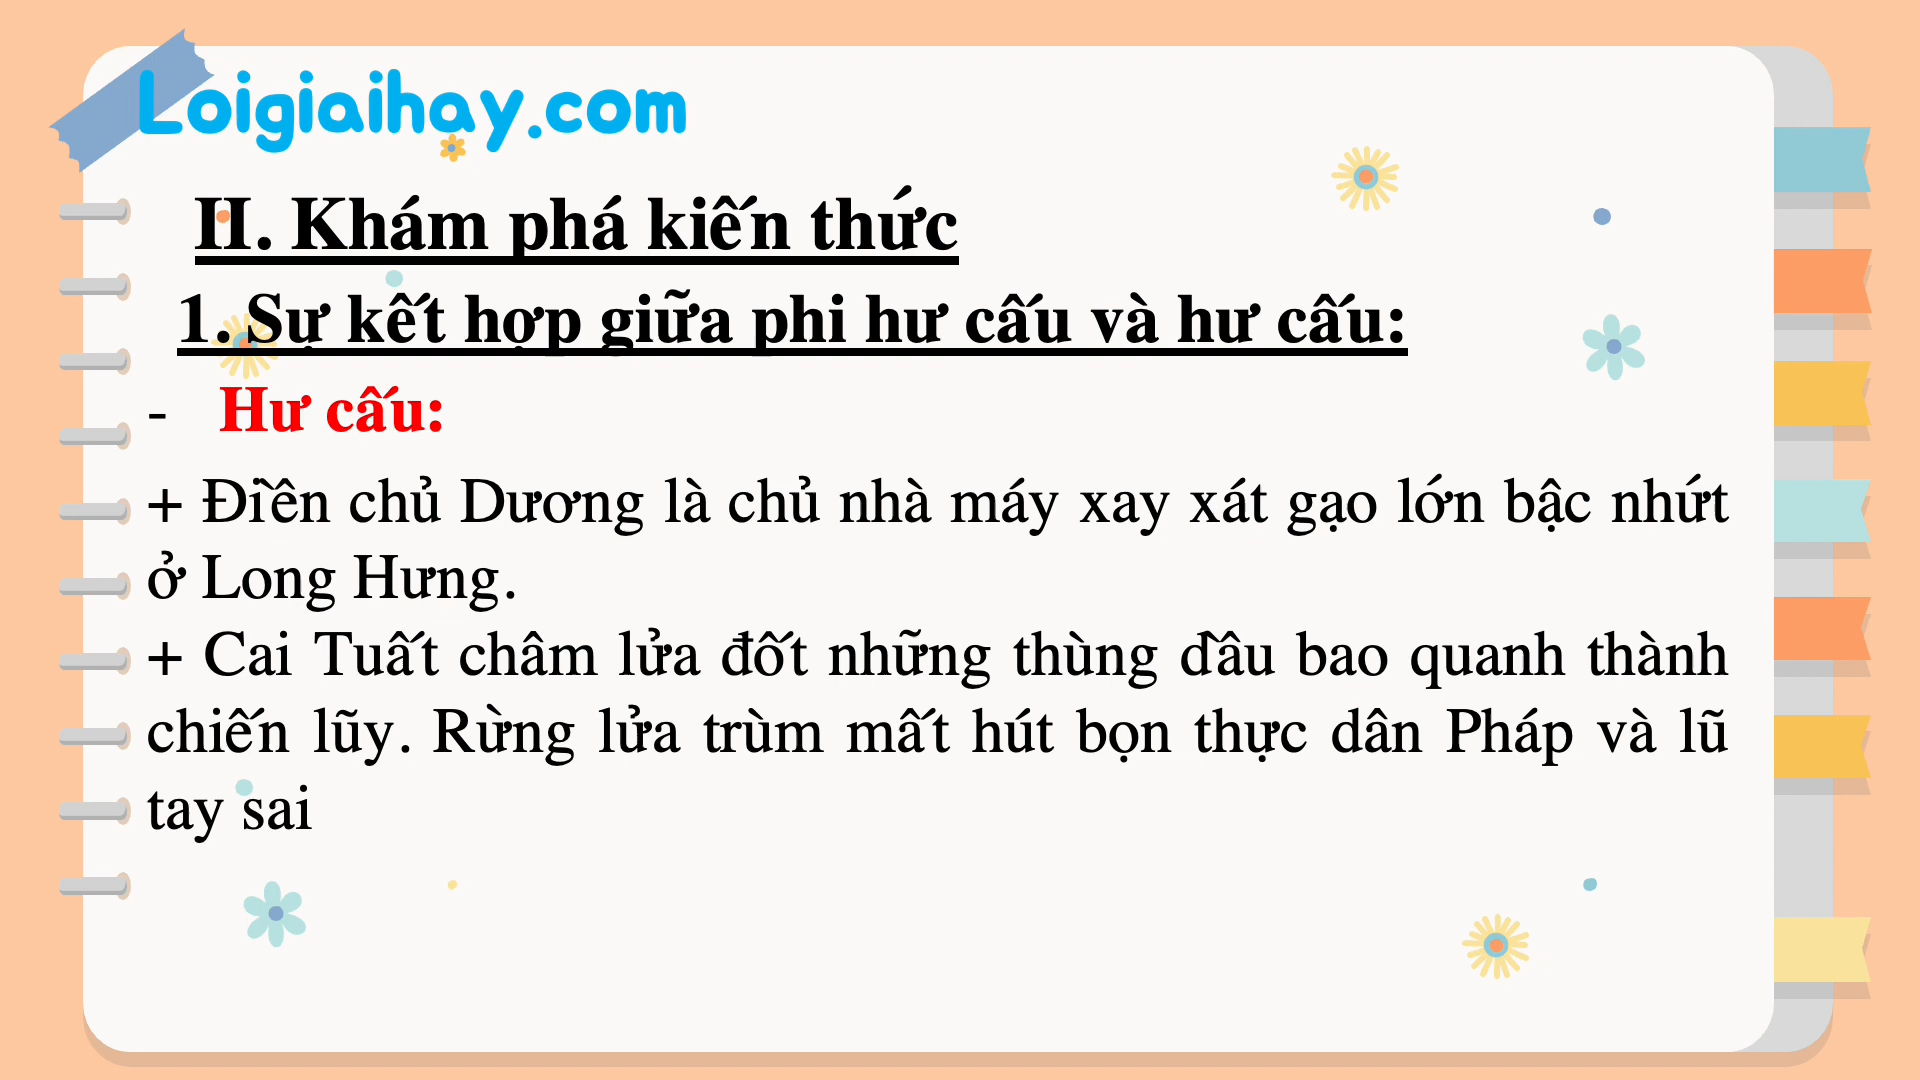 Loigiaihay.com
II. Khám phá kiến thức
1. Sự kết hợp giữa phi hư cấu và hư cấu:
- Hư cấu:
+ Điền chủ Dương là chủ nhà máy xay xát gạo lớn bậc nhứt
ở Long Hưng.
+ Cai Tuất châm lửa đốt những thùng dầu bao quanh thành
chiến lũy. Rừng lửa trùm mất hút bọn thực dân Pháp và lũ
tay sai